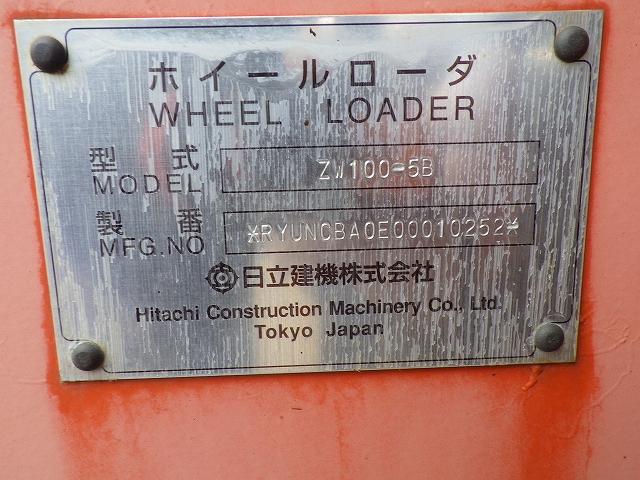 ホイールローダ
WHEEL LOADER
型式 ZW100-5B
MODEL
製番 *RYUNCBA0E00010252*
MFG.NO
日立建機株式会社
Hitachi Construction Machinery Co., Ltd.
Tokyo Japan